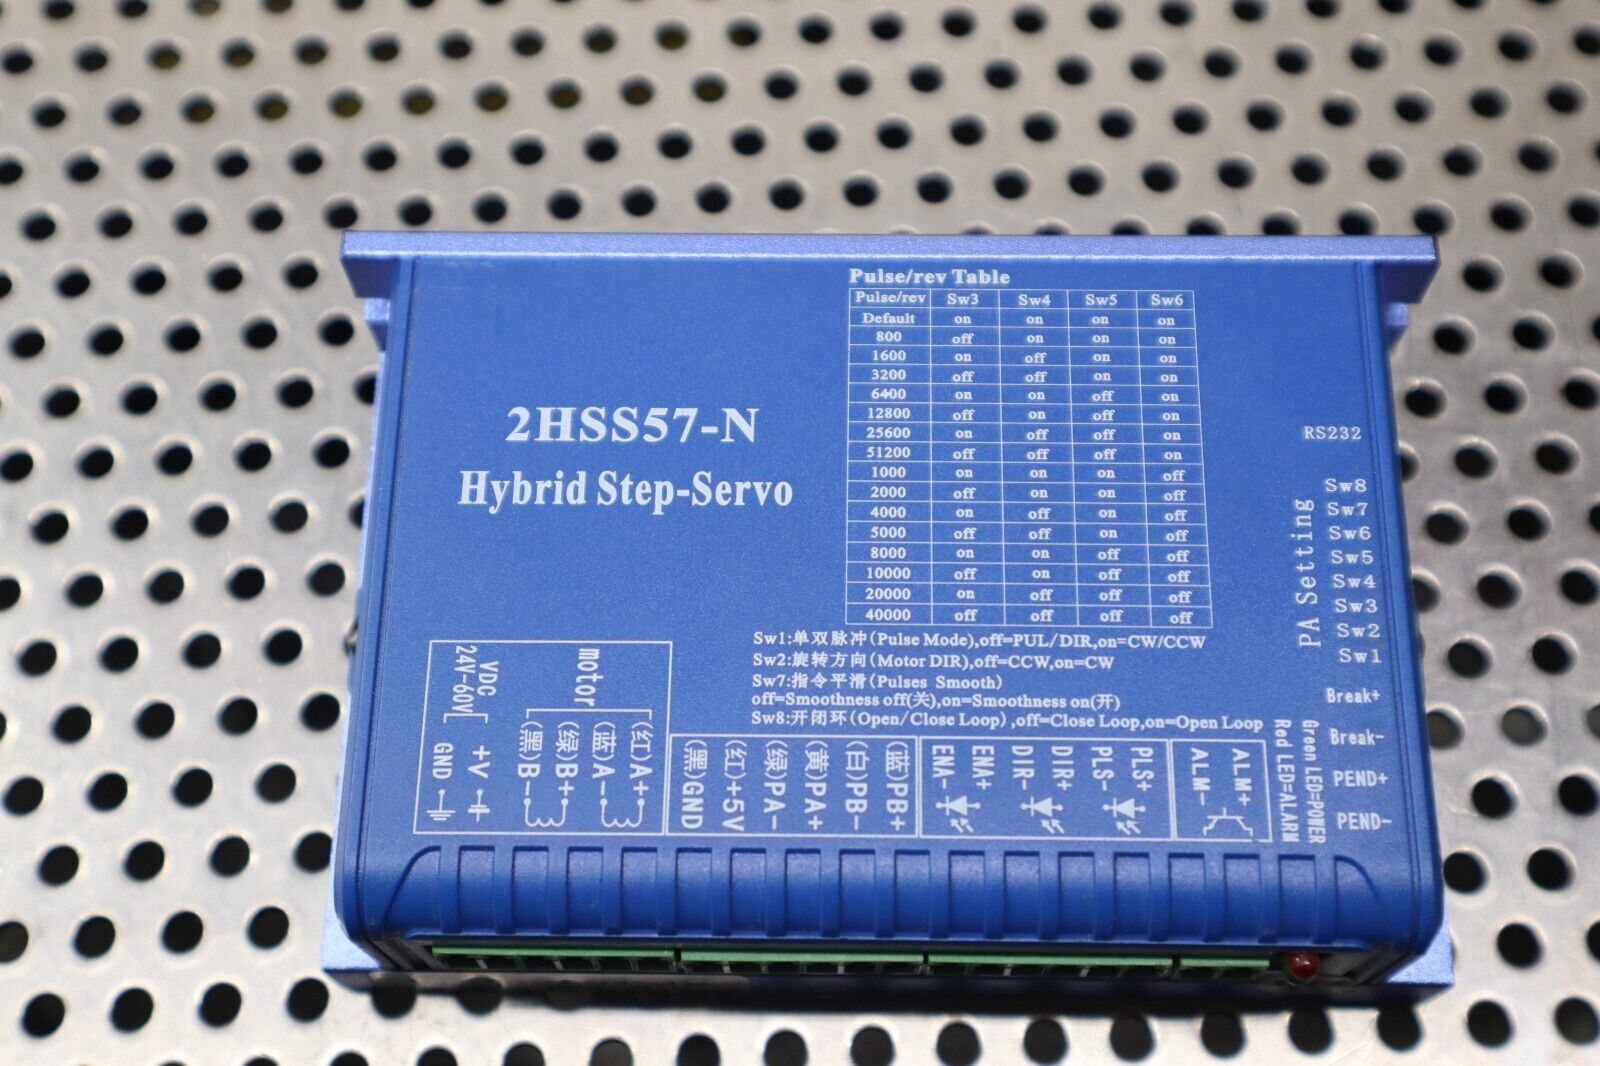 2HSS57-N
Hybrid Step-Servo
Pulse/rev Table
Pulse/rev Sw3 Sw4 Sw5 Sw6
Default on on on on
800 off on on on
1600 on off on on
3200 off off on on
6400 on on off on
12800 off on off on
25600 on off off on
51200 off off off on
1000 on on on off
2000 off on on off
4000 on off on off
5000 off off on off
8000 on on off off
10000 off on off off
20000 on off off off
40000 off off off off
Sw1:单双脉冲(Pulse Mode),off=PUL/DIR,on=CW/CCW
Sw2:旋转方向(Motor DIR),off=CCW,on=CW
Sw7:指令平滑(Pulses Smooth)
off=Smoothness off(关),on=Smoothness on(开)
Sw8:开闭环(Open/Close Loop),off=Close Loop,on=Open Loop
RS232
PA Setting
Sw8
Sw7
Sw6
Sw5
Sw4
Sw3
Sw2
Sw1
Break+
Break-
PEND+
PEND-
Green LED=POWER
Red LED=ALARM
ALM+
ALM-
PLS+
PLS-
DIR+
DIR-
ENA+
ENA-
(蓝)PB+
(白)PB-
(黄)PA+
(绿)PA-
(红)+5V
(黑)GND
motor
(红)A+
(蓝)A-
(绿)B+
(黑)B-
VDC
24V-60V
+V
GND